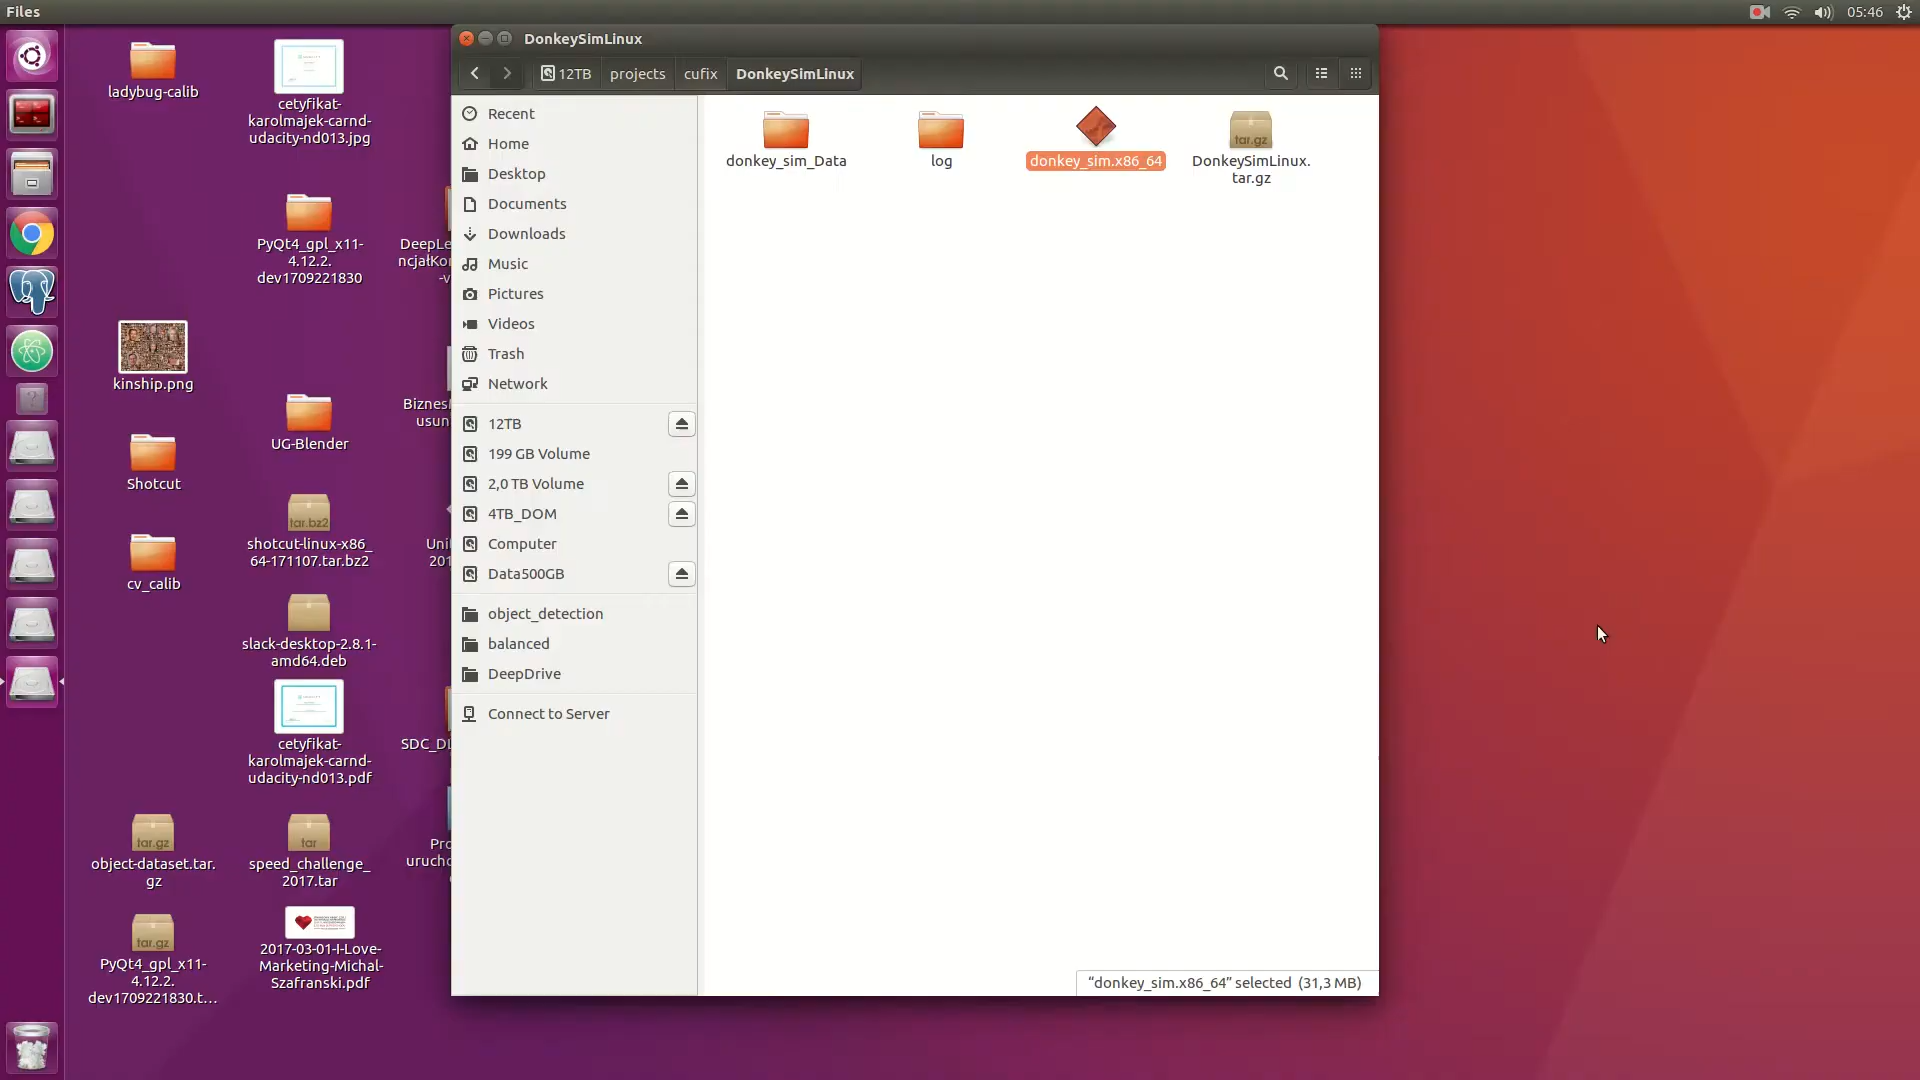 Files
05:46
DonkeySimLinux
12TB
projects
cufix
DonkeySimLinux
Recent
Home
Desktop
Documents
Downloads
Music
Pictures
Videos
Trash
Network
12TB
199 GB Volume
2,0 TB Volume
4TB_DOM
Computer
Data500GB
object_detection
balanced
DeepDrive
Connect to Server
donkey_sim_Data
log
donkey_sim.x86_64
tar.gz
DonkeySimLinux.
tar.gz
“donkey_sim.x86_64” selected (31,3 MB)
ladybug-calib
kinship.png
Shotcut
cv_calib
tar.gz
object-dataset.tar.
gz
tar.gz
PyQt4_gpl_x11-
4.12.2.
dev1709221830.t...
cetyfikat-
karolmajek-carnd-
udacity-nd013.jpg
PyQt4_gpl_x11-
4.12.2.
dev1709221830
UG-Blender
tar.bz2
shotcut-linux-x86_
64-171107.tar.bz2
slack-desktop-2.8.1-
amd64.deb
cetyfikat-
karolmajek-carnd-
udacity-nd013.pdf
tar
speed_challenge_
2017.tar
2017-03-01-I-Love-
Marketing-Michal-
Szafranski.pdf
DeepLe
ncjałKor
-v
Biznes
usun
Uni
201
SDC_DL
Pro
uruch